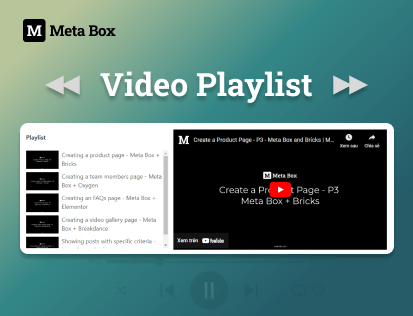 M Meta Box
Video Playlist
Playlist
Creating a product page - Meta Box +
Bricks
Creating a team members page - Meta
Box + Oxygen
Creating an FAQs page - Meta Box +
Elementor
Creating a video gallery page - Meta
Box + Breakdance
Showing posts with specific criteria -
M Create a Product Page - P3 - Meta Box and Bricks | M...
Xem sau
Chia sẻ
M Meta Box
Create a Product Page - P3
Meta Box + Bricks
Xem trên YouTube